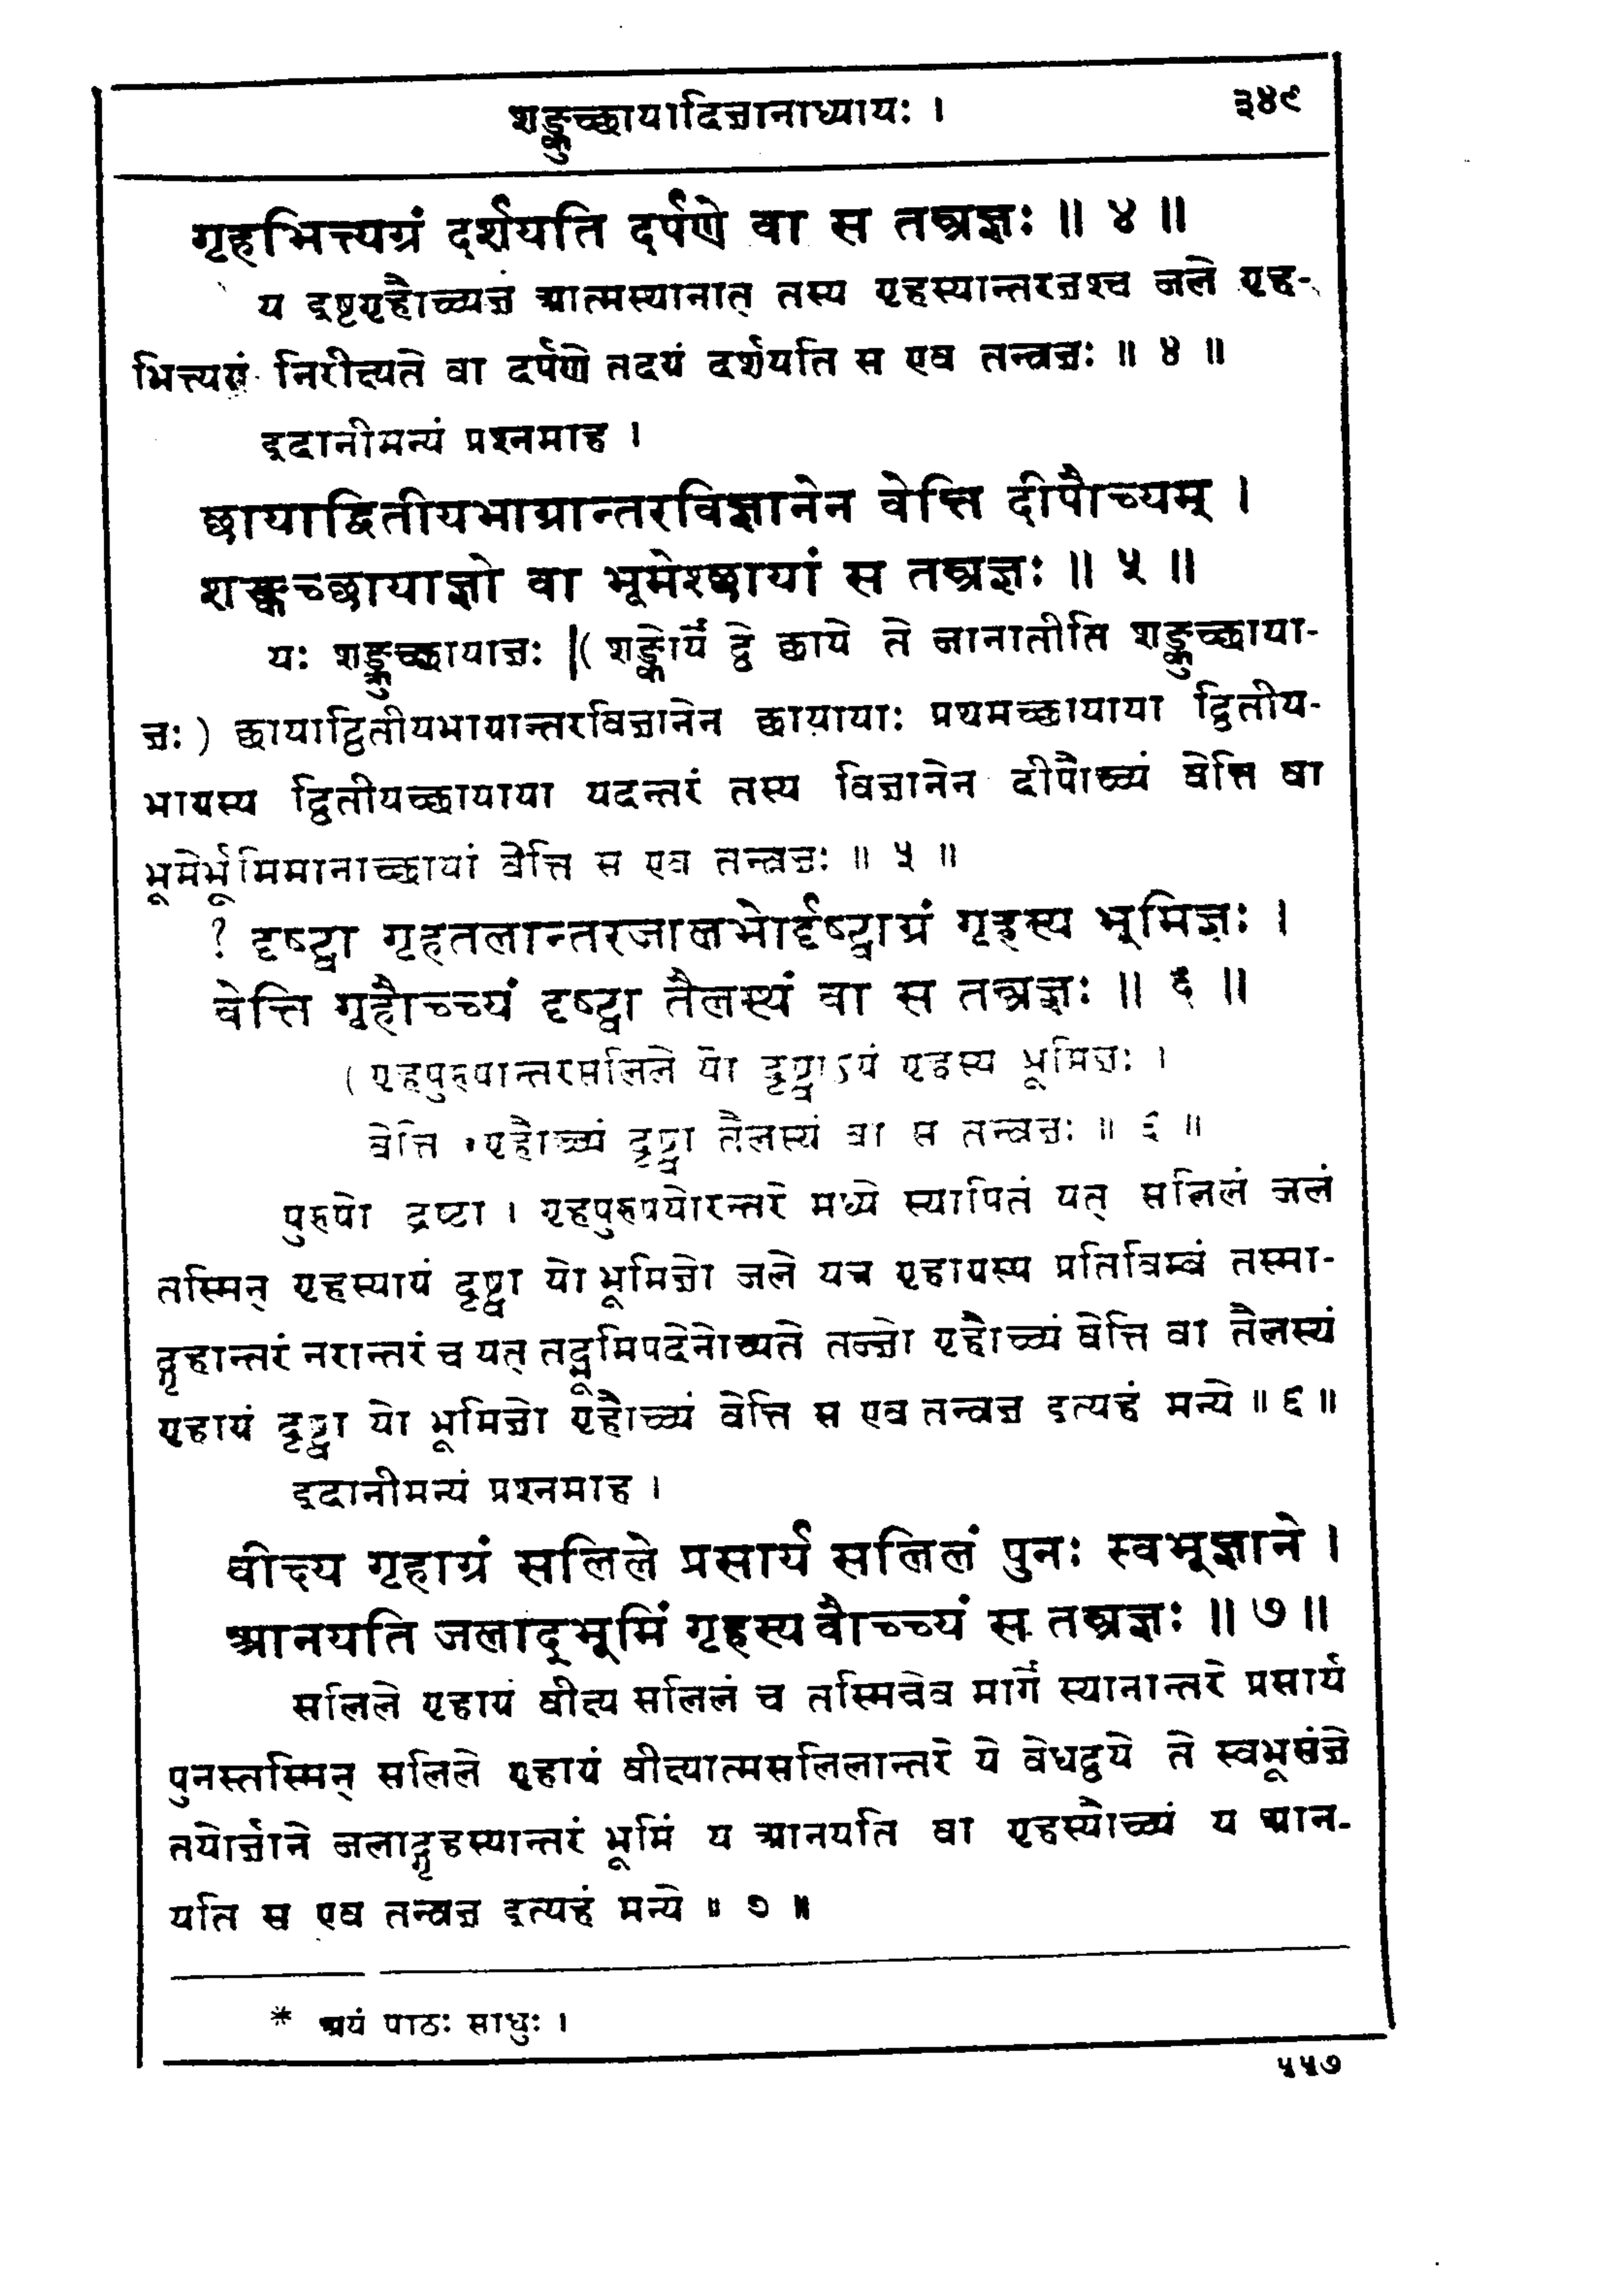 शङ्कुच्छायादिज्ञानाध्यायः । ३४९
गृहभित्त्यग्रं दर्शयति दर्पणे वा स तन्त्रज्ञः ॥ ४ ॥
य इष्टगृहौच्च्यज्ञ आत्मस्थानात् तस्य गृहस्यान्तरज्ञश्च जले गृह-
भित्त्यग्रं निरीक्ष्यते वा दर्पणे तदग्रं दर्शयति स एव तन्त्रज्ञः ॥ ४ ॥
इदानीमन्यं प्रश्नमाह ।
छायाद्वितीयभाग्रान्तरविज्ञानेन वेत्ति दीपौच्यम् ।
शङ्कच्छायाज्ञो वा भूमेश्छायां स तन्त्रज्ञः ॥ ५ ॥
यः शङ्कुच्छायाज्ञः ( शङ्कोर्ये द्वे छाये ते जानातीति शङ्कुच्छाया-
ज्ञः ) छायाद्वितीयभाग्रान्तरविज्ञानेन छायायाः प्रथमच्छायाया द्वितीय-
भाग्रस्य द्वितीयच्छायाया यदन्तरं तस्य विज्ञानेन दीपौच्च्यं वेत्ति वा
भूमेर्भूमिमानाच्छायां वेत्ति स एव तन्त्रज्ञः ॥ ५ ॥
? दृष्ट्वा गृहतलान्तरजालभोर्दृष्ट्वाग्रं गृहस्य भूमिज्ञः ।
वेत्ति गृहौच्च्यं दृष्ट्वा तैलस्यं वा स तन्त्रज्ञः ॥ ६ ॥
( गृहपुरुषान्तरसलिले यो दृष्ट्वाऽग्रं गृहस्य भूमिज्ञः ।
वेत्ति गृहौच्च्यं दृष्ट्वा तैलस्थं वा स तन्त्रज्ञः ॥ ६ ॥
पुरुषो द्रष्टा । गृहपुरुषयोरन्तरे मध्ये स्थापितं यत् सलिलं जलं
तस्मिन् गृहस्याग्रं दृष्ट्वा यो भूमिज्ञो जले यत्र गृहाग्रस्य प्रतिबिम्बं तस्मा-
द्गृहान्तरं नरान्तरं च यत् तद्भूमिपदेनोच्यते तज्ज्ञो गृहौच्च्यं वेत्ति वा तैलस्थं
गृहाग्रं दृष्ट्वा यो भूमिज्ञो गृहौच्च्यं वेत्ति स एव तन्त्रज्ञ इत्यहं मन्ये ॥ ६ ॥
इदानीमन्यं प्रश्नमाह ।
वीक्ष्य गृहाग्रं सलिले प्रसार्य सलिलं पुनः स्वभूज्ञाने ।
आनयति जलाद्भूमिं गृहस्य वौच्च्यं स तन्त्रज्ञः ॥ ७ ॥
सलिले गृहाग्रं वीक्ष्य सलिलं च तस्मिन्नेव मार्गे स्थानान्तरे प्रसार्य
पुनस्तस्मिन् सलिले गृहाग्रं वीक्ष्यात्मसलिलान्तरे ये वेधद्वये ते स्वभूसंज्ञे
तयोर्ज्ञाने जलाद्गृहस्यान्तरं भूमिं य आनयति वा गृहस्यौच्च्यं य आन-
यति स एव तन्त्रज्ञ इत्यहं मन्ये ॥ ७ ॥
* अयं पाठः साधुः ।
५५७